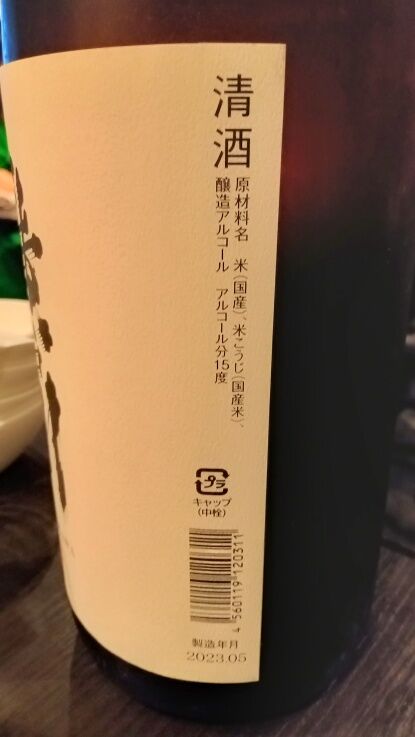 清酒
原材料名 米(国産)、米こうじ(国産米)、
醸造アルコール アルコール分15度
プラ
キャップ
(中栓)
4 560119 120311
製造年月
2023.05